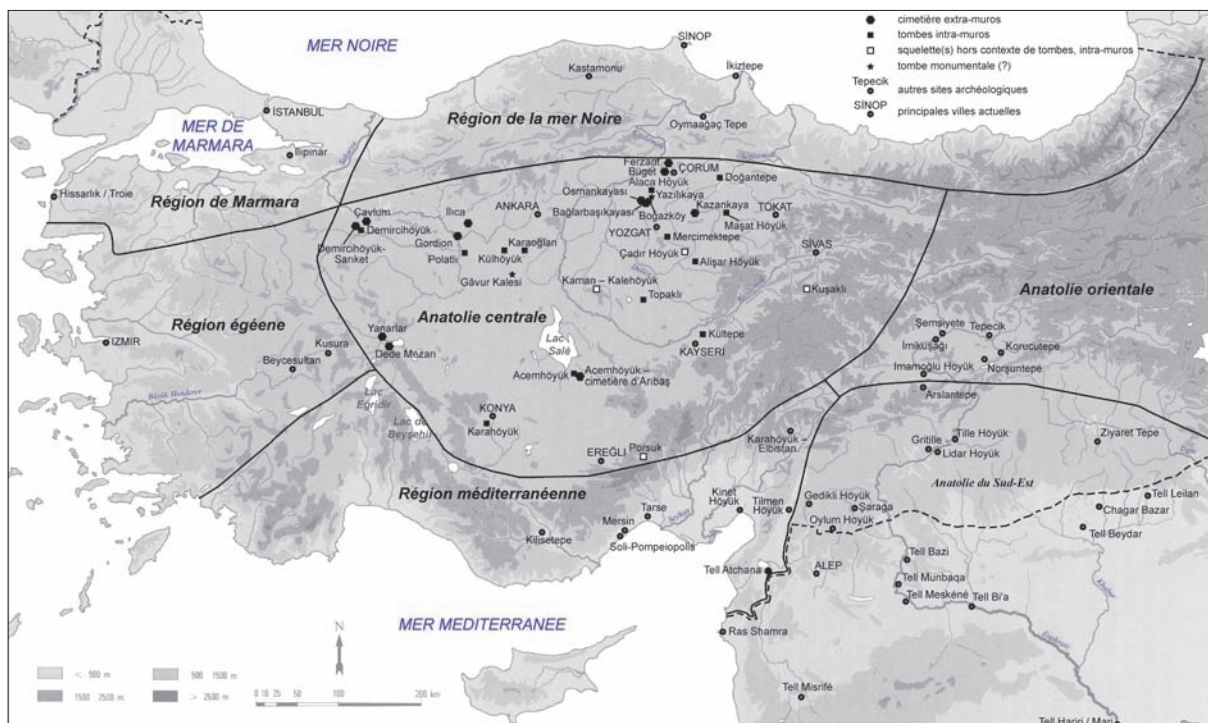 MER NOIRE
SİNOP
Kastamonu
İkiztepe
cimetière extra-muros
tombes intra-muros
squelette(s) hors contexte de tombes, intra-muros
tombe monumentale (?)
Tepecik
autres sites archéologiques
SİNOP
principales villes actuelles
İSTANBUL
MER DE
MARMARA
Région de la mer Noire
Oymaağaç Tepe
Ilıpınar
Hissarlık / Troie
Région de Marmara
Ferzant
Büget
ÇORUM
Alaca Höyük
Doğantepe
Osmankayası
Yazılıkaya
Bağlarbaşıkayası
Boğazköy
Kazankaya
TOKAT
Maşat Höyük
YOZGAT
Mercimektepe
Çavlum
Ilıca
ANKARA
Demircihöyük
Demircihöyük-
Sarıket
Gordion
Karaoğlan
Polatlı
Külhöyük
Gâvur Kalesi
Çadır Höyük
Alişar Höyük
SİVAS
Kaman – Kalehöyük
Topaklı
Kuşaklı
Anatolie orientale
Région égéene
Anatolie centrale
Yanarlar
Dede Mezarı
IZMIR
Kusura
Beycesultan
Büyük Menderes
Lac
Salé
Kültepe
KAYSERİ
Acemhöyük
Acemhöyük –
cimetière d'Arıbaş
Şemsiyete
Tepecik
İmikuşağı
Korucutepe
Imamoğlu Höyük
Norşuntepe
Arslantepe
Lac
Eğridir
Lac de
Beyşehir
KONYA
Karahöyük
EREĞLI
Porsuk
Karahöyük –
Elbistan
Tille Höyük
Gritille
Lidar Höyük
Ziyaret Tepe
Région méditerranéenne
Anatolie du Sud-Est
Kinet
Höyük
Tilmen
Höyük
Gedikli Höyük
Şarağa
Oylum Höyük
Tell Leilan
Chagar Bazar
Tell Beydar
Tarse
Seyhan
Mersin
Kilisetepe
Soli-Pompeiopolis
Tell Atchana
ALEP
Tell Bazi
Tell Munbaqa
Tell Meskéné
Tell Bi'a
Khabur
Euphrate
MER MEDITERRANEE
Ras Shamra
Tell Misrifé
Tell Hariri / Mari
N
< 500 m
500 - 1500 m
1500 - 2500 m
> 2500 m
0 10 25 50 100 200 km